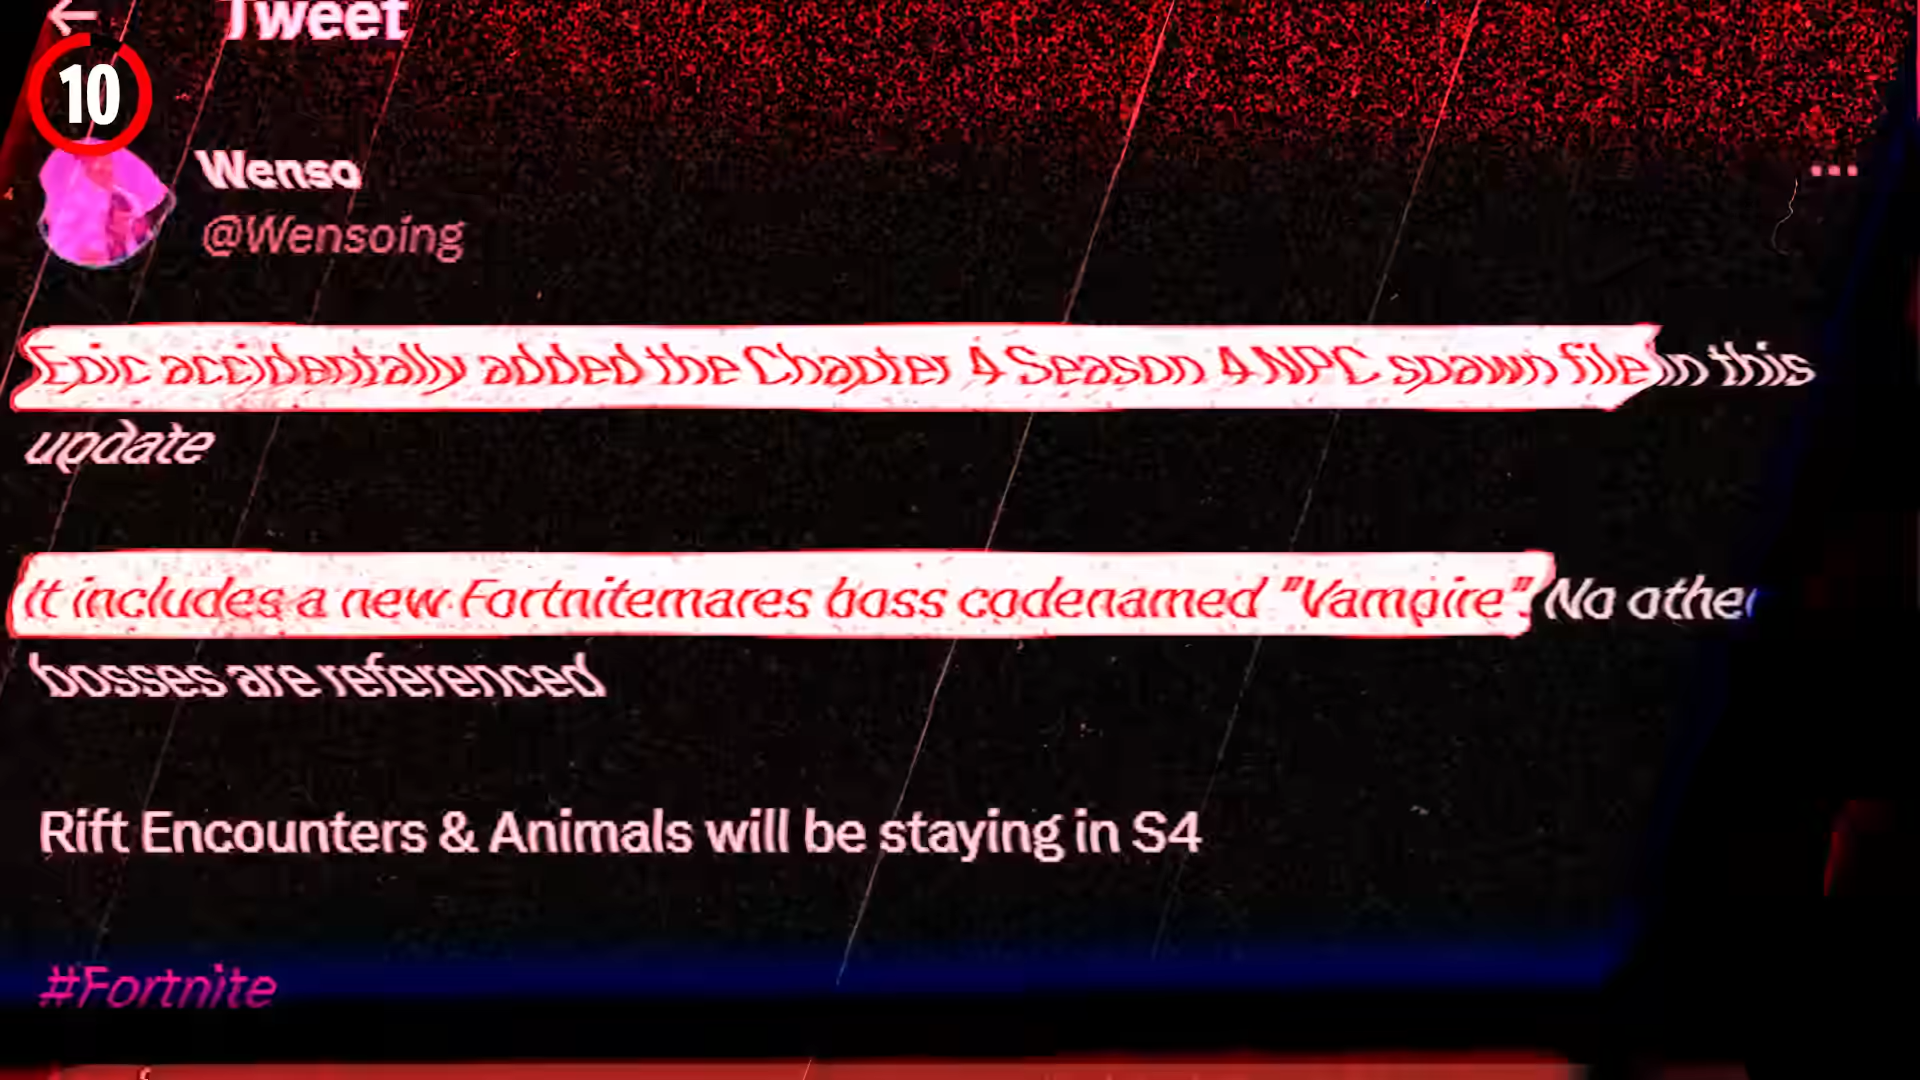 Tweet
10
Wenso
@Wensoing
Epic accidentally added the Chapter 4 Season 4 NPC spawn file in this
update
It includes a new Fortnitemares boss codenamed "Vampire". No other
bosses are referenced
Rift Encounters & Animals will be staying in S4
#Fortnite